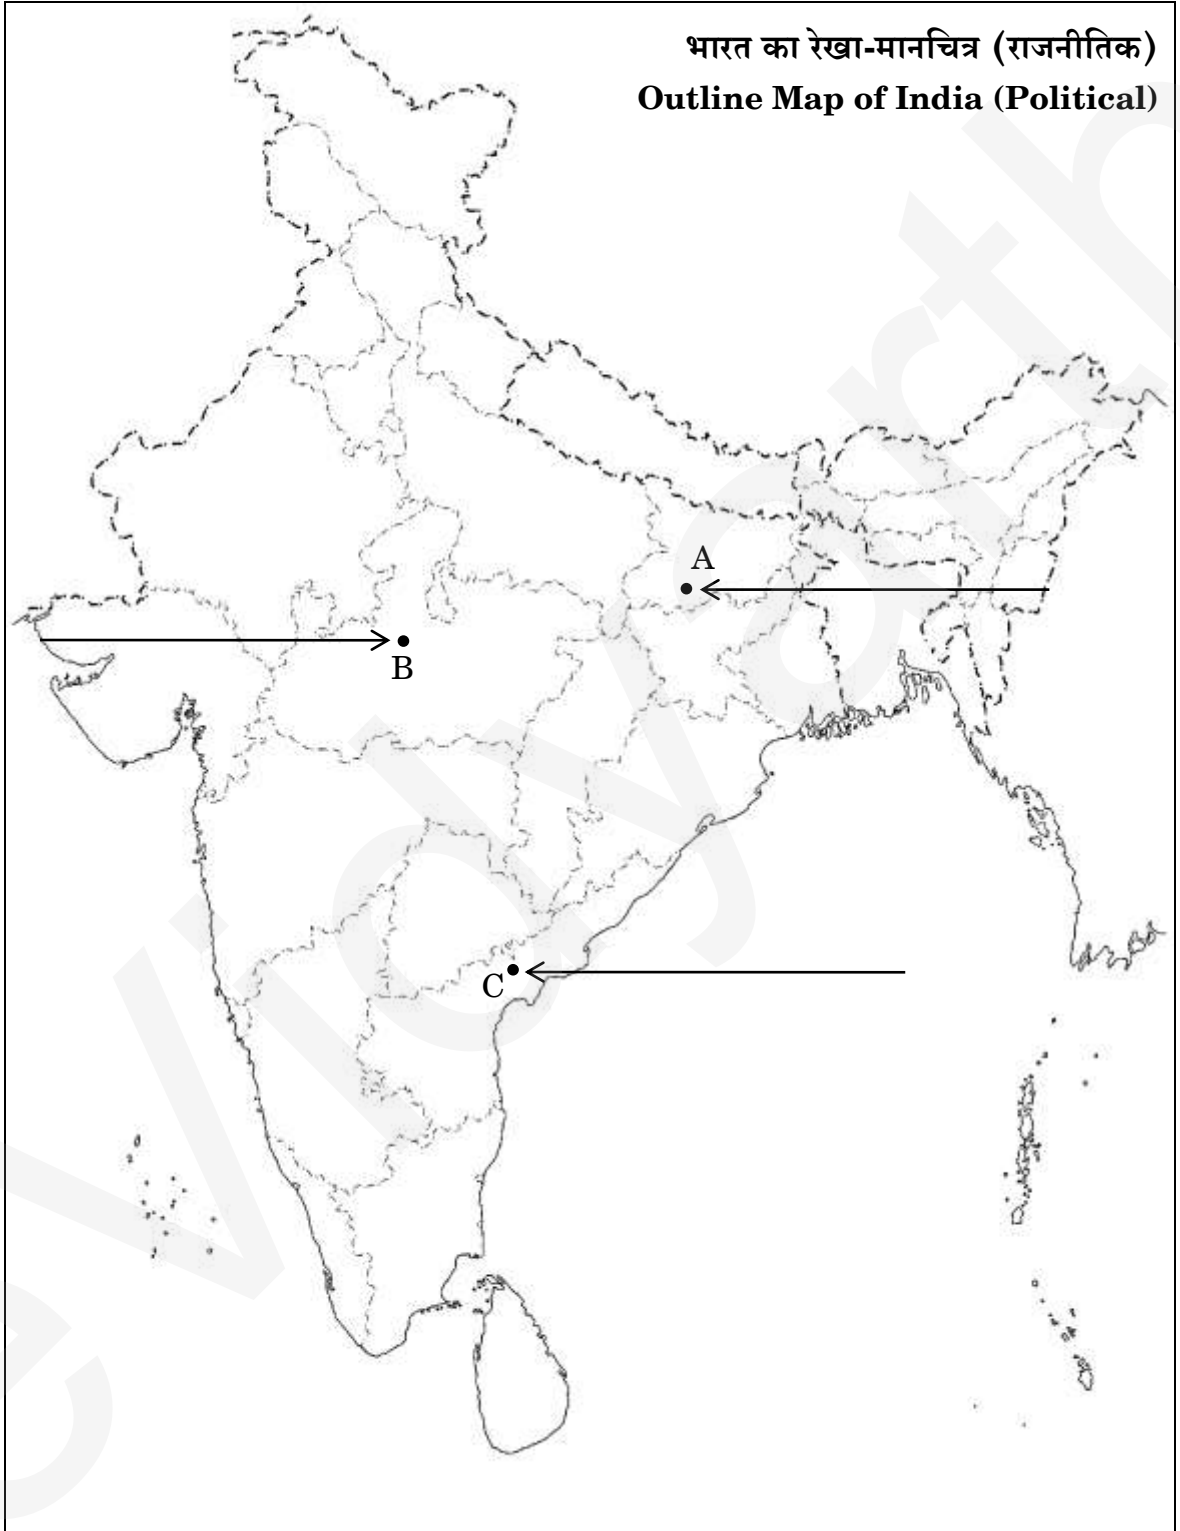 भारत का रेखा-मानचित्र (राजनीतिक)
Outline Map of India (Political)
A
B
C